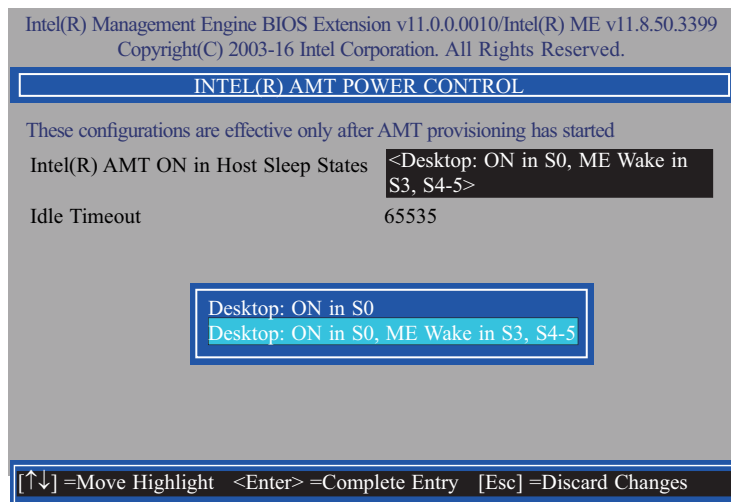 Intel(R) Management Engine BIOS Extension v11.0.0.0010/Intel(R) ME v11.8.50.3399
Copyright(C) 2003-16 Intel Corporation. All Rights Reserved.
INTEL(R) AMT POWER CONTROL
These configurations are effective only after AMT provisioning has started
Intel(R) AMT ON in Host Sleep States <Desktop: ON in S0, ME Wake in
S3, S4-5>
Idle Timeout 65535
Desktop: ON in S0
Desktop: ON in S0, ME Wake in S3, S4-5
[↑↓] =Move Highlight <Enter> =Complete Entry [Esc] =Discard Changes